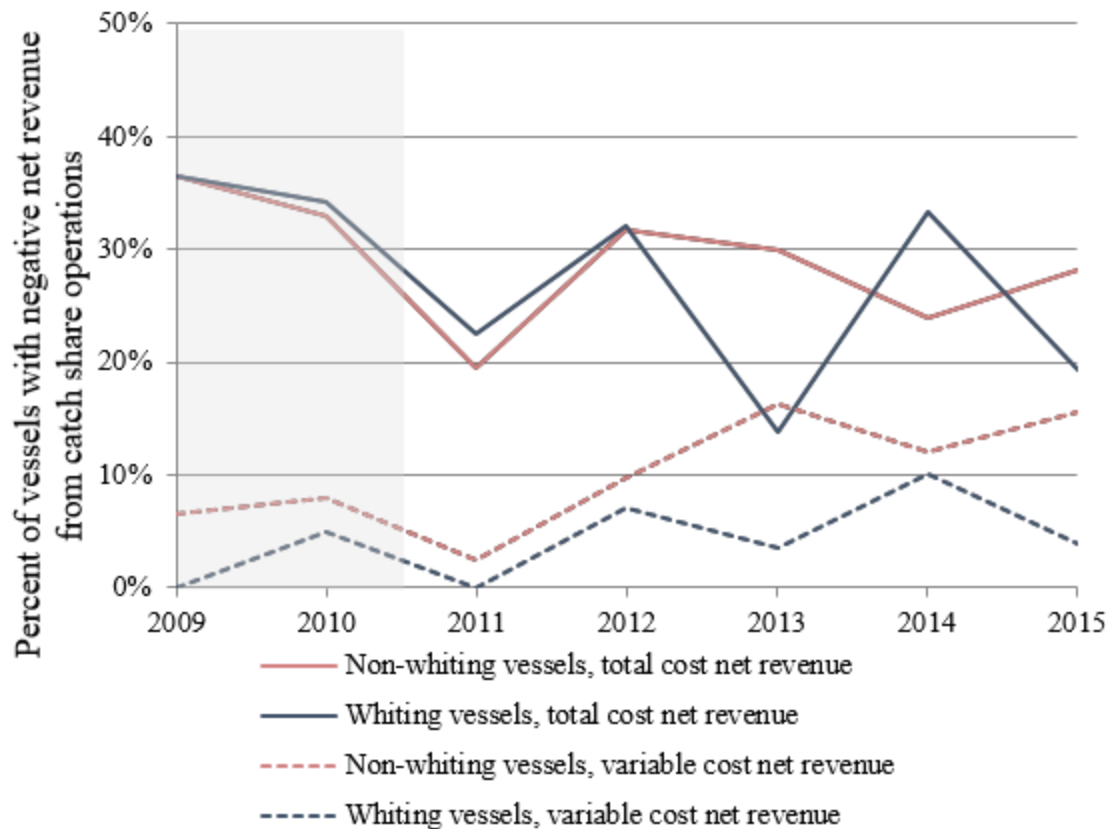 Percent of vessels with negative net revenue
from catch share operations
50%
40%
30%
20%
10%
0%
2009 2010 2011 2012 2013 2014 2015
Non-whiting vessels, total cost net revenue
Whiting vessels, total cost net revenue
Non-whiting vessels, variable cost net revenue
Whiting vessels, variable cost net revenue